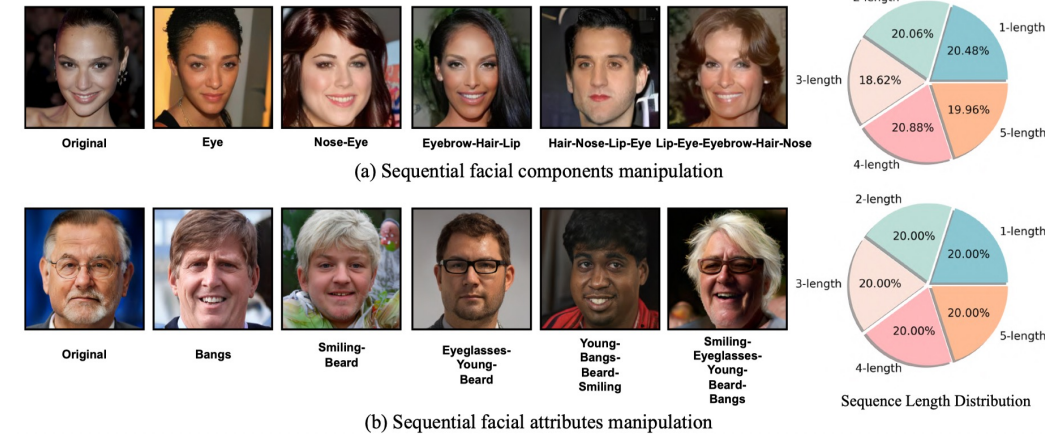 2-length
20.06%
20.48%
1-length
3-length
18.62%
19.96%
20.88%
5-length
4-length
Original
Eye
Nose-Eye
Eyebrow-Hair-Lip
Hair-Nose-Lip-Eye
Lip-Eye-Eyebrow-Hair-Nose
(a) Sequential facial components manipulation
2-length
1-length
20.00%
20.00%
3-length
20.00%
20.00%
20.00%
5-length
4-length
Original
Bangs
Smiling-
Beard
Eyeglasses-
Young-
Beard
Young-
Bangs-
Beard-
Smiling
Smiling-
Eyeglasses-
Young-
Beard-
Bangs
Sequence Length Distribution
(b) Sequential facial attributes manipulation